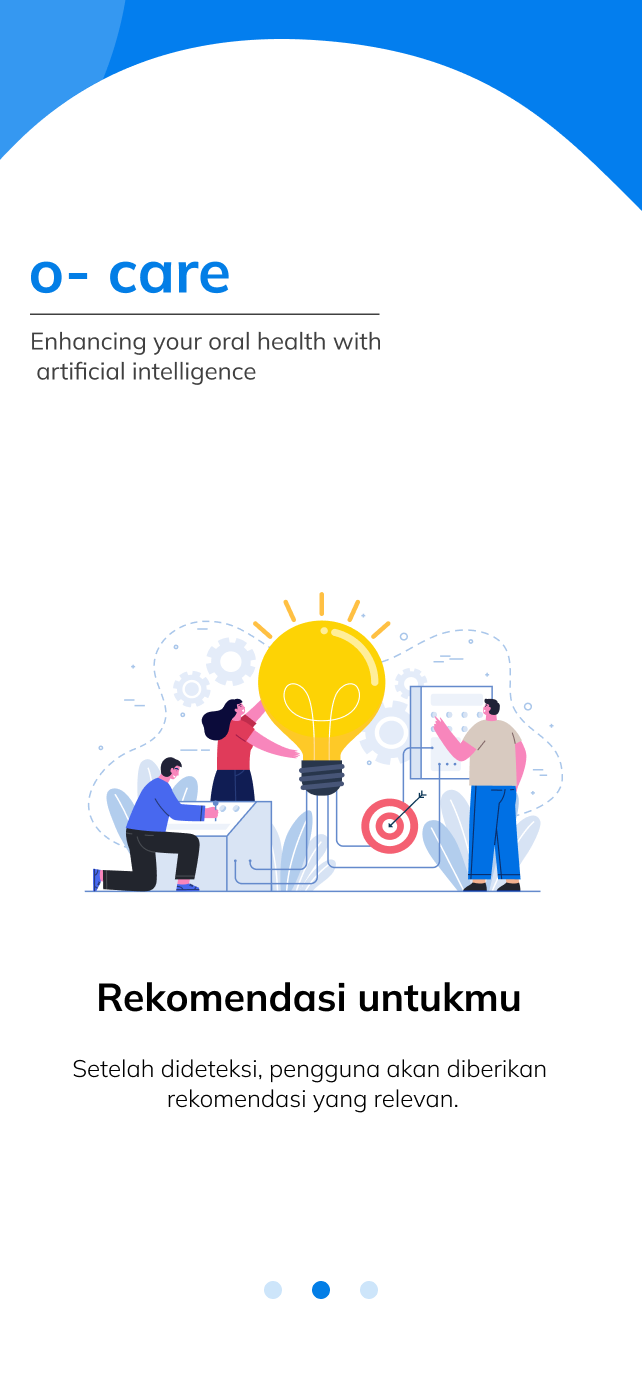 o- care
Enhancing your oral health with
artificial intelligence
Rekomendasi untukmu
Setelah dideteksi, pengguna akan diberikan
rekomendasi yang relevan.